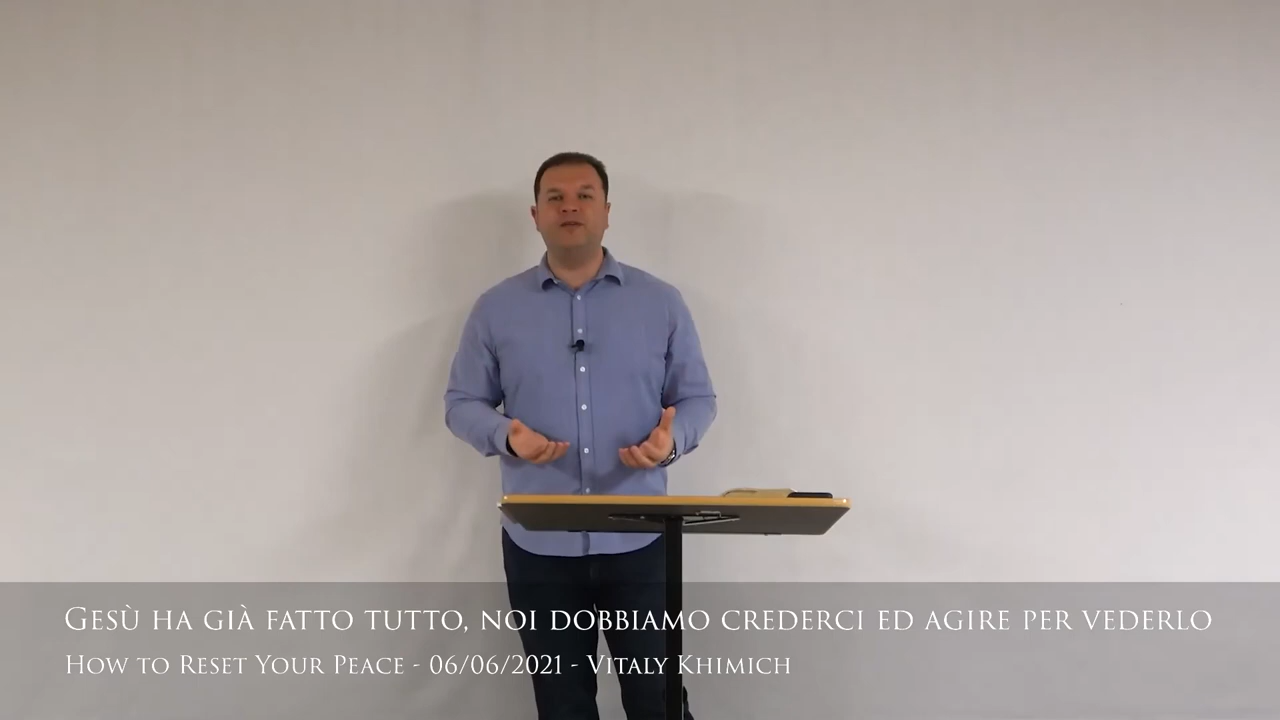 Gesù ha già fatto tutto, noi dobbiamo crederci ed agire per vederlo
How to Reset Your Peace - 06/06/2021 - Vitaly Khimich